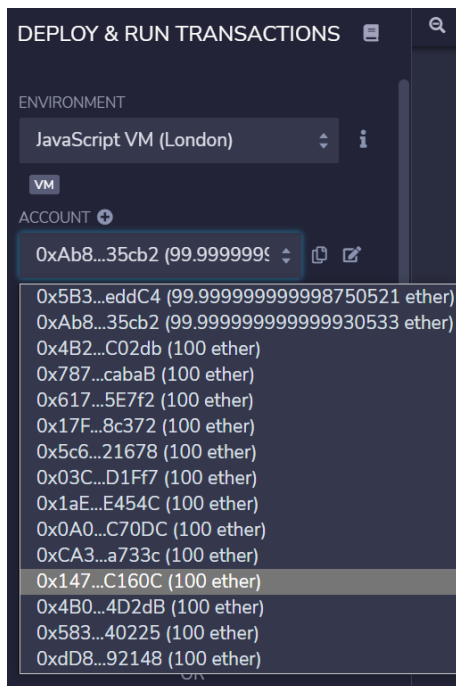 DEPLOY & RUN TRANSACTIONS
ENVIRONMENT
JavaScript VM (London)
VM
ACCOUNT
0xAb8...35cb2 (99.9999999
0x5B3...eddC4 (99.999999999998750521 ether)
0xAb8...35cb2 (99.999999999999930533 ether)
0x4B2...C02db (100 ether)
0x787...cabaB (100 ether)
0x617...5E7f2 (100 ether)
0x17F...8c372 (100 ether)
0x5c6...21678 (100 ether)
0x03C...D1Ff7 (100 ether)
0x1aE...E454C (100 ether)
0x0A0...C70DC (100 ether)
0xCA3...a733c (100 ether)
0x147...C160C (100 ether)
0x4B0...4D2dB (100 ether)
0x583...40225 (100 ether)
0xdD8...92148 (100 ether)
OR